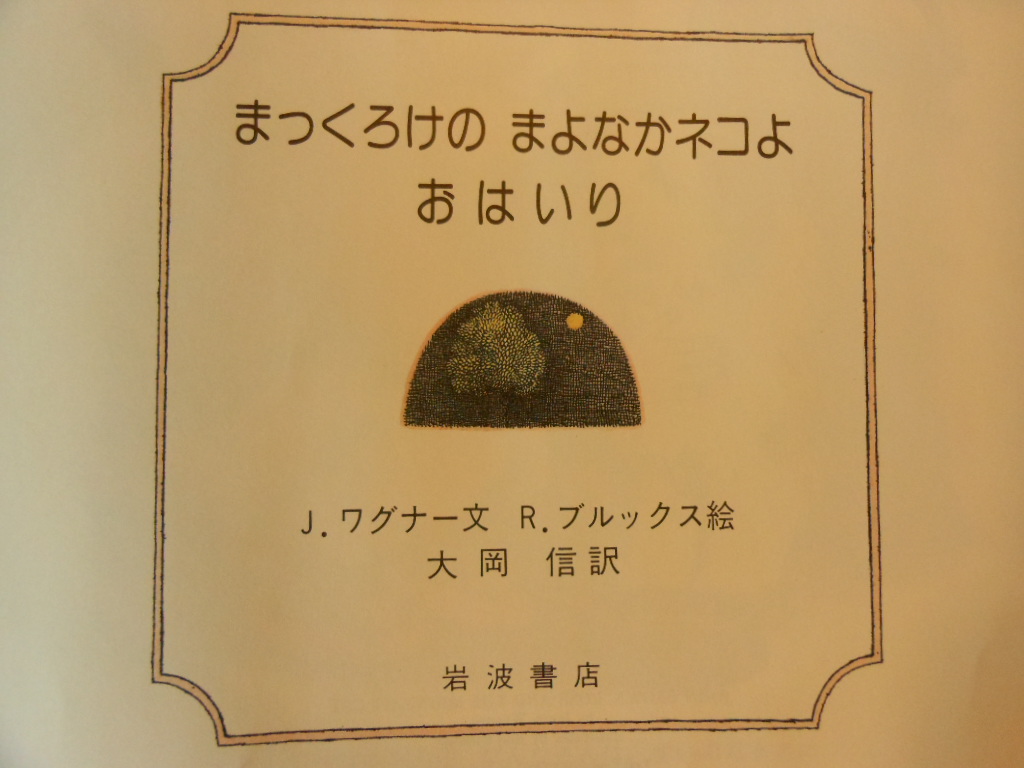 まっくろけの まよなかネコよ
おはいり
J.ワグナー文 R.ブルックス絵
大岡 信訳
岩波書店